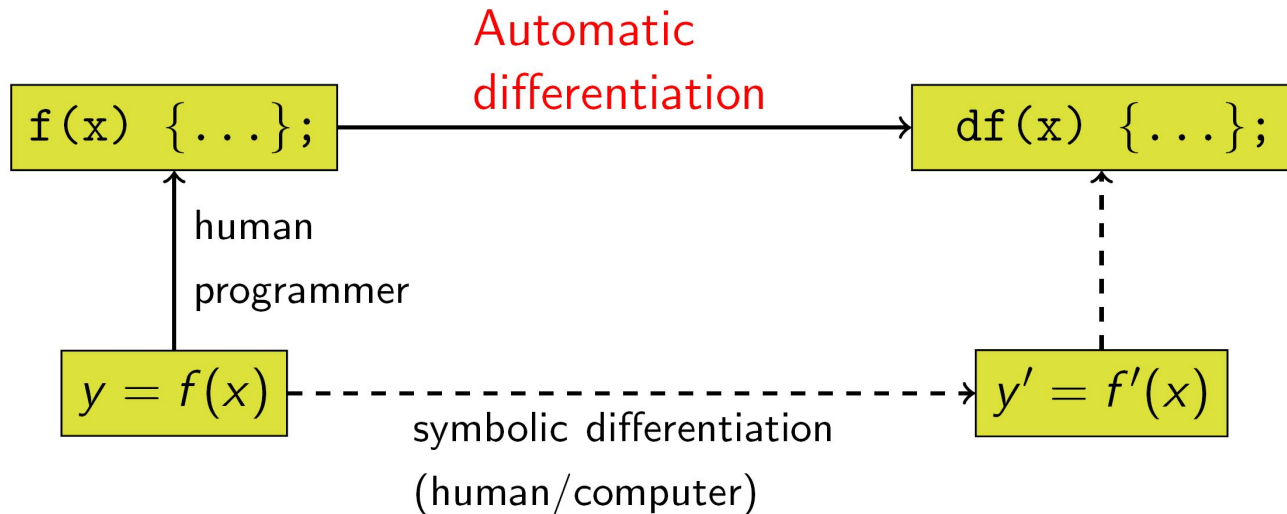 Automatic
differentiation
f(x) {...};
df(x) {...};
human
programmer
y = f(x)
y′ = f′(x)
symbolic differentiation
(human/computer)